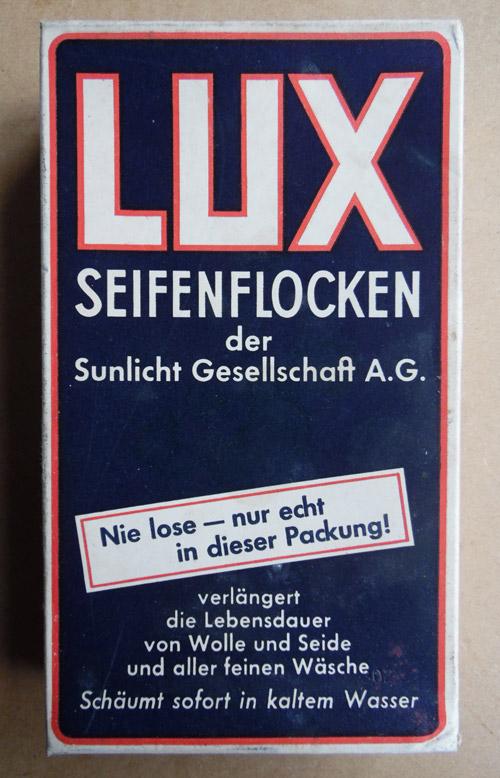 LUX
SEIFENFLOCKEN
der
Sunlicht Gesellschaft A.G.
Nie lose – nur echt
in dieser Packung!
verlängert
die Lebensdauer
von Wolle und Seide
und aller feinen Wäsche
Schäumt sofort in kaltem Wasser